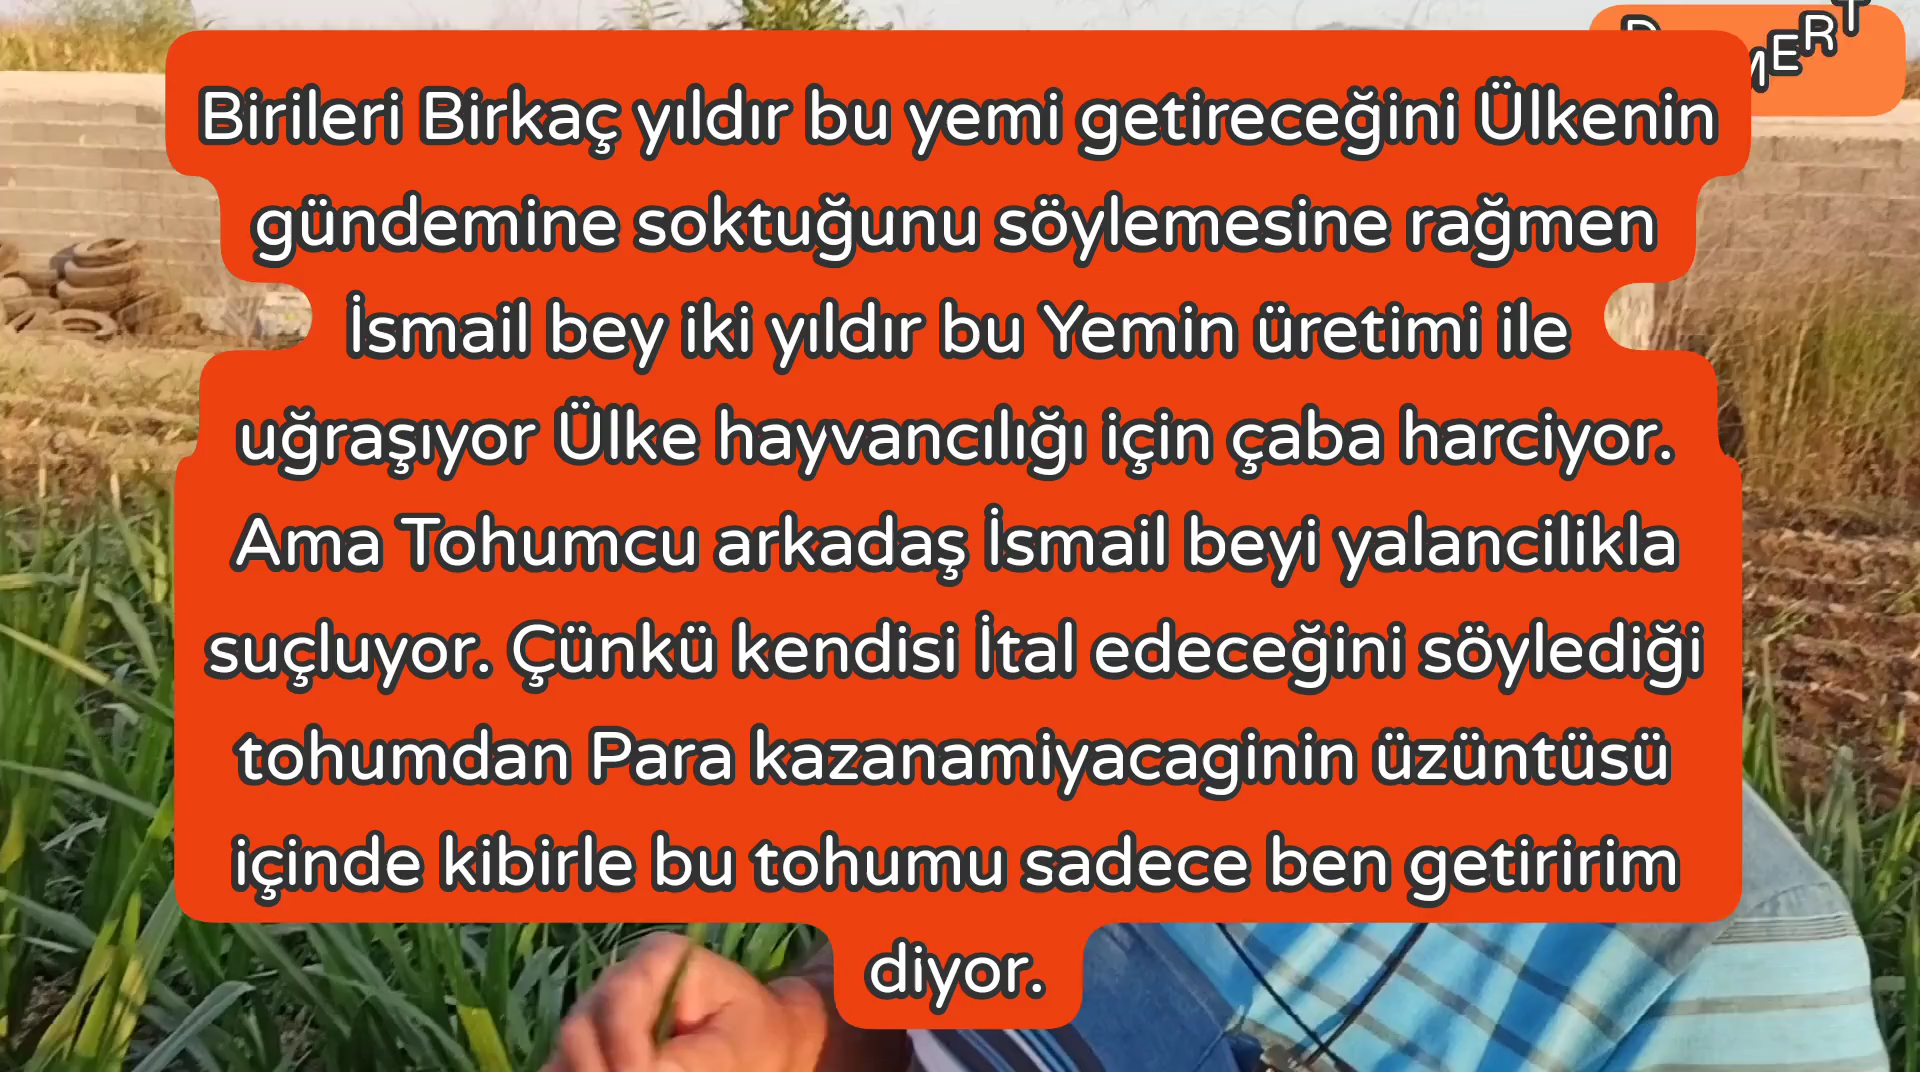 Birileri Birkaç yıldır bu yemi getireceğini Ülkenin
gündemine soktuğunu söylemesine rağmen
İsmail bey iki yıldır bu Yemin üretimi ile
uğraşıyor Ülke hayvancılığı için çaba harciyor.
Ama Tohumcu arkadaş İsmail beyi yalancilikla
suçluyor. Çünkü kendisi İtal edeceğini söylediği
tohumdan Para kazanamiyacaginin üzüntüsü
içinde kibirle bu tohumu sadece ben getiririm
diyor.